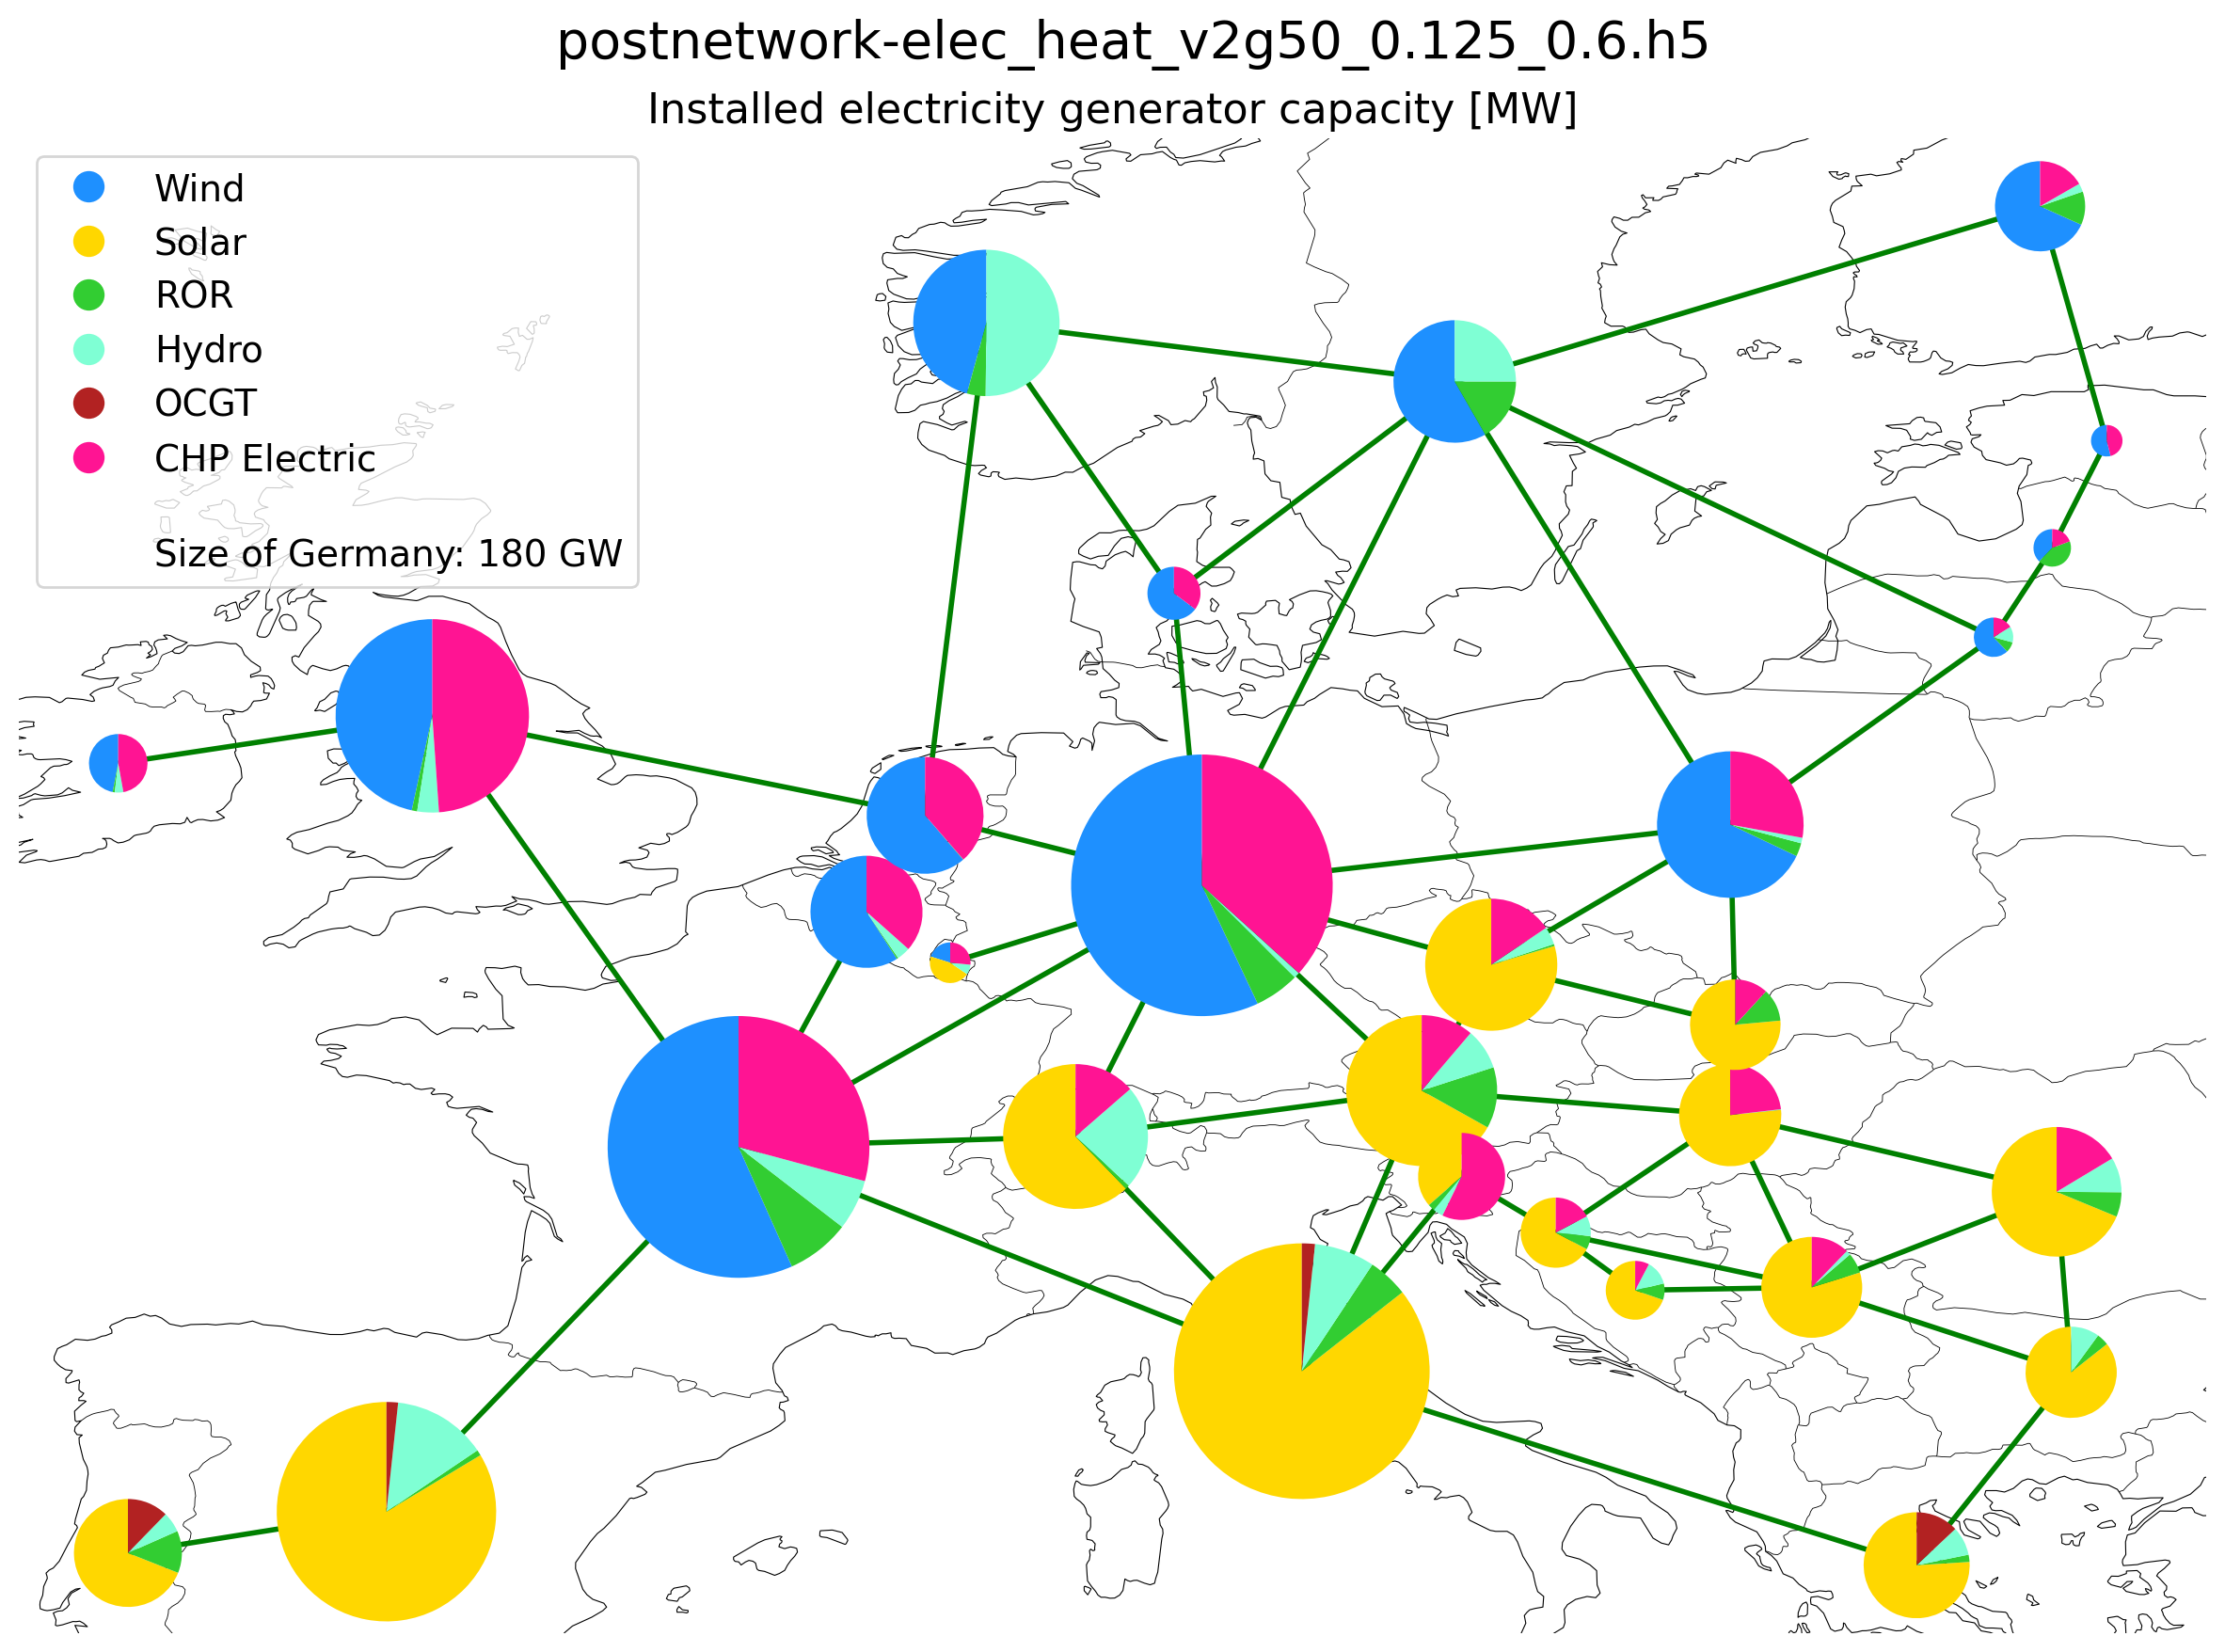 postnetwork-elec_heat_v2g50_0.125_0.6.h5
Installed electricity generator capacity [MW]
Wind
Solar
ROR
Hydro
OCGT
CHP Electric
Size of Germany: 180 GW